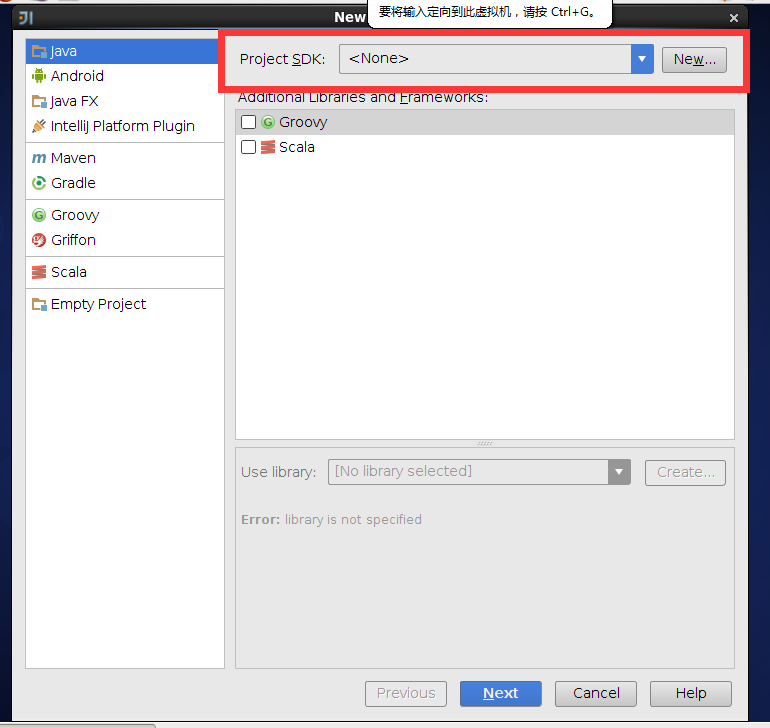 New
要将输入定向到此虚拟机，请按 Ctrl+G。
Java
Android
Java FX
IntelliJ Platform Plugin
Maven
Gradle
Groovy
Griffon
Scala
Empty Project
Project SDK: <None> New...
Additional Libraries and Frameworks:
Groovy
Scala
Use library: [No library selected] Create...
Error: library is not specified
Previous Next Cancel Help